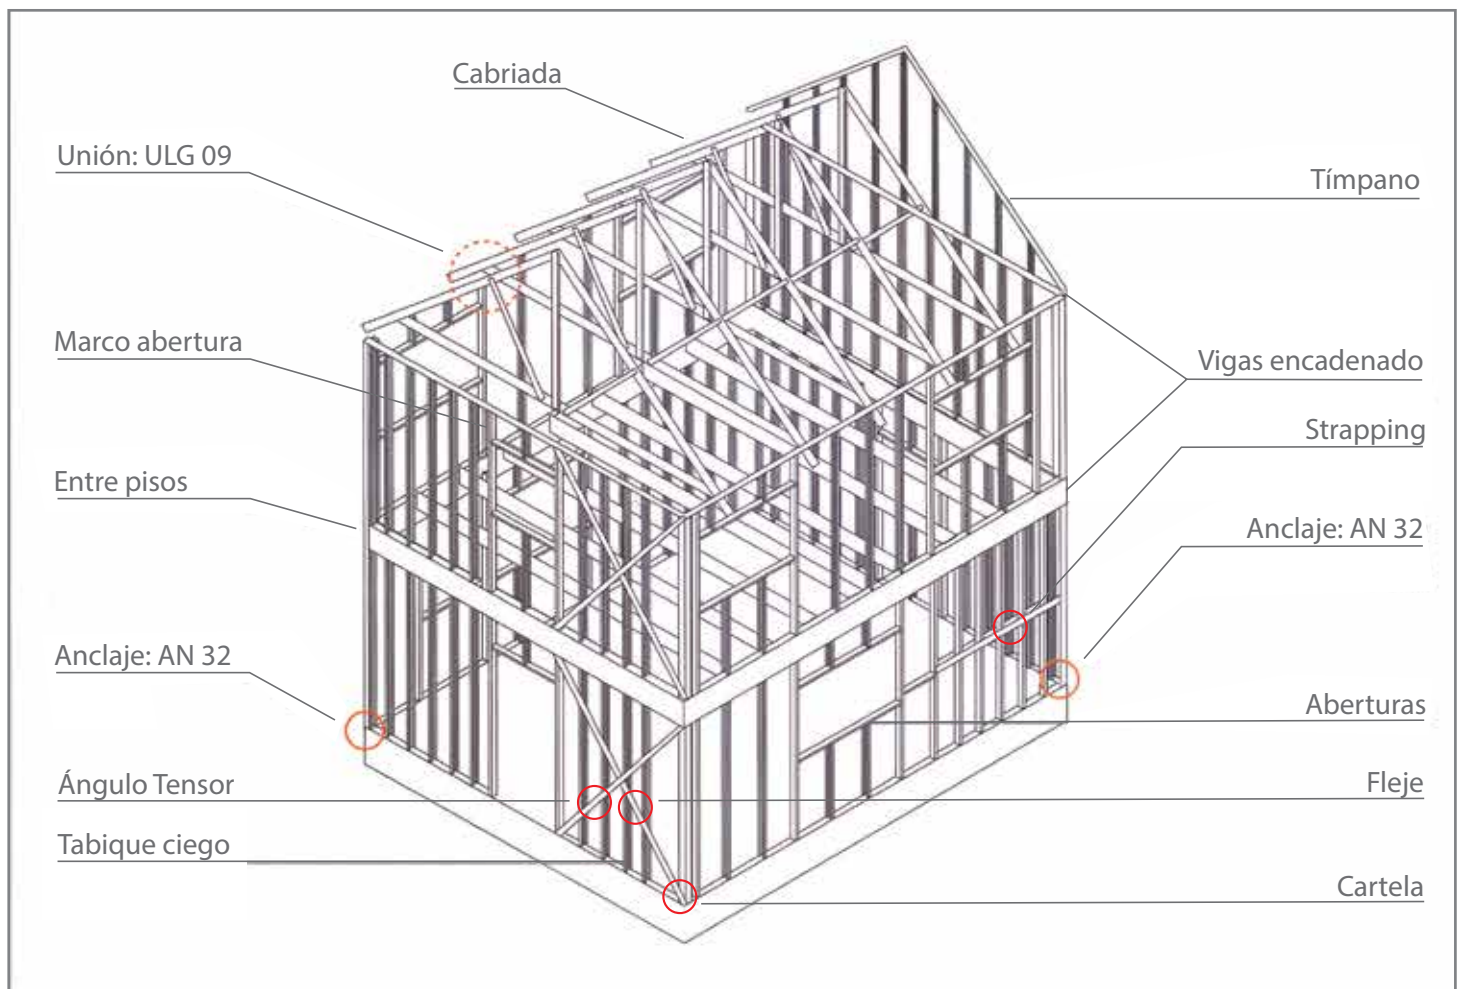 Cabriada
Unión: ULG 09
Tímpano
Marco abertura
Vigas encadenado
Strapping
Entre pisos
Anclaje: AN 32
Anclaje: AN 32
Aberturas
Ángulo Tensor
Fleje
Tabique ciego
Cartela